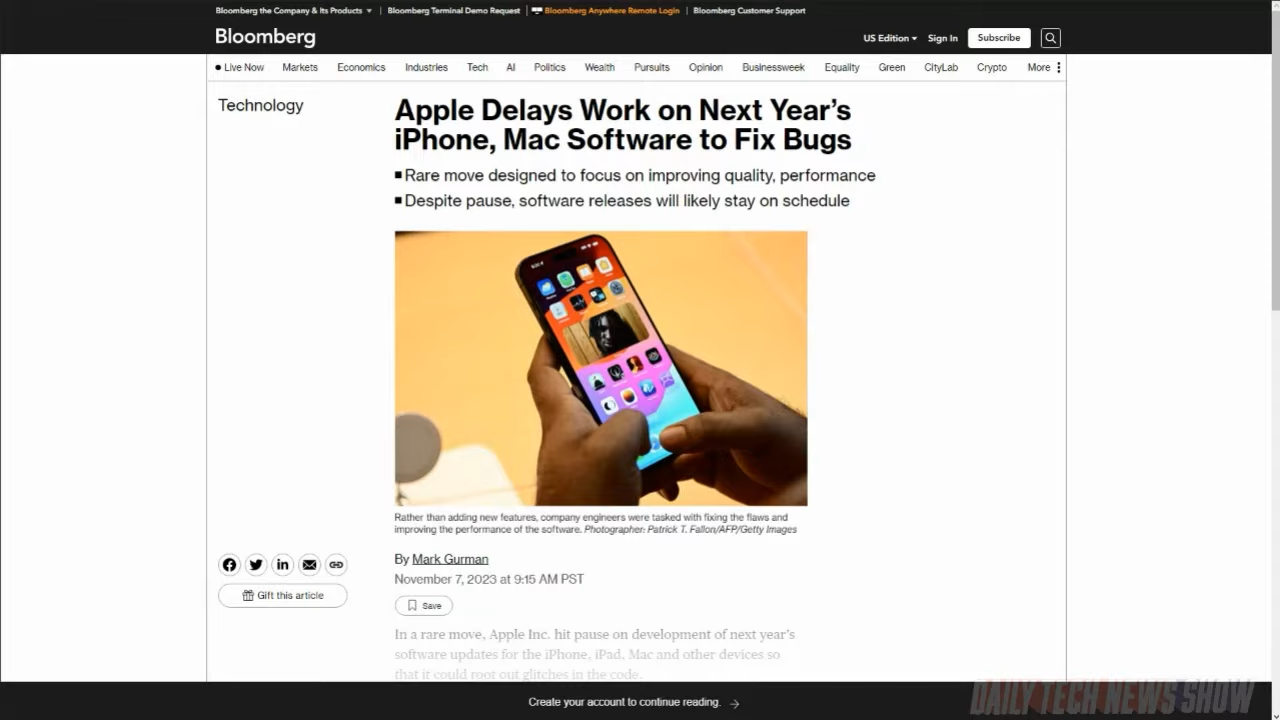 Bloomberg the Company & Its Products
Bloomberg Terminal Demo Request
Bloomberg Anywhere Remote Login
Bloomberg Customer Support
Bloomberg
US Edition
Sign In
Subscribe
Live Now
Markets
Economics
Industries
Tech
AI
Politics
Wealth
Pursuits
Opinion
Businessweek
Equality
Green
CityLab
Crypto
More
Technology
Apple Delays Work on Next Year’s
iPhone, Mac Software to Fix Bugs
Rare move designed to focus on improving quality, performance
Despite pause, software releases will likely stay on schedule
Rather than adding new features, company engineers were tasked with fixing the flaws and
improving the performance of the software. Photographer: Patrick T. Fallon/AFP/Getty Images
By Mark Gurman
November 7, 2023 at 9:15 AM PST
Gift this article
Save
In a rare move, Apple Inc. hit pause on development of next year’s
software updates for the iPhone, iPad, Mac and other devices so
that it could root out glitches in the code.
Create your account to continue reading.
DAILY TECH NEWS SHOW